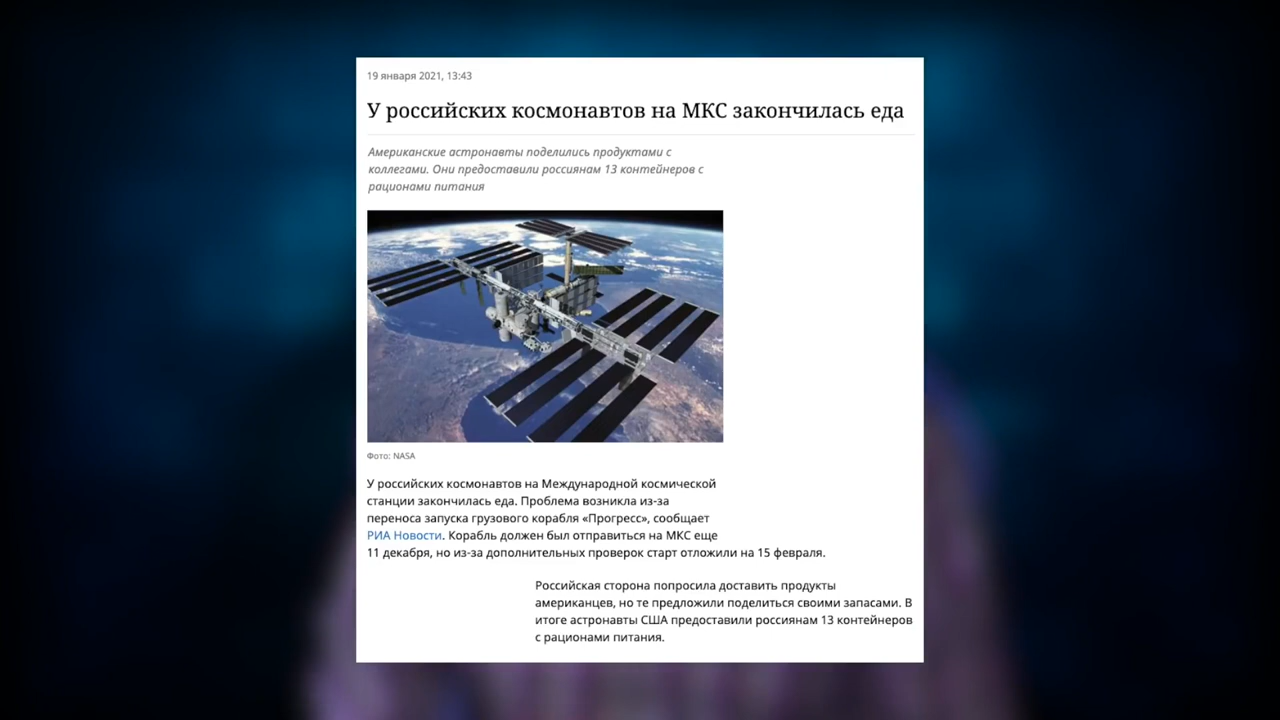 19 января 2021, 13:43
У российских космонавтов на МКС закончилась еда
Американские астронавты поделились продуктами с
коллегами. Они предоставили россиянам 13 контейнеров с
рационами питания
Фото: NASA
У российских космонавтов на Международной космической
станции закончилась еда. Проблема возникла из-за
переноса запуска грузового корабля «Прогресс», сообщает
РИА Новости. Корабль должен был отправиться на МКС еще
11 декабря, но из-за дополнительных проверок старт отложили на 15 февраля.
Российская сторона попросила доставить продукты
американцев, но те предложили поделиться своими запасами. В
итоге астронавты США предоставили россиянам 13 контейнеров
с рационами питания.